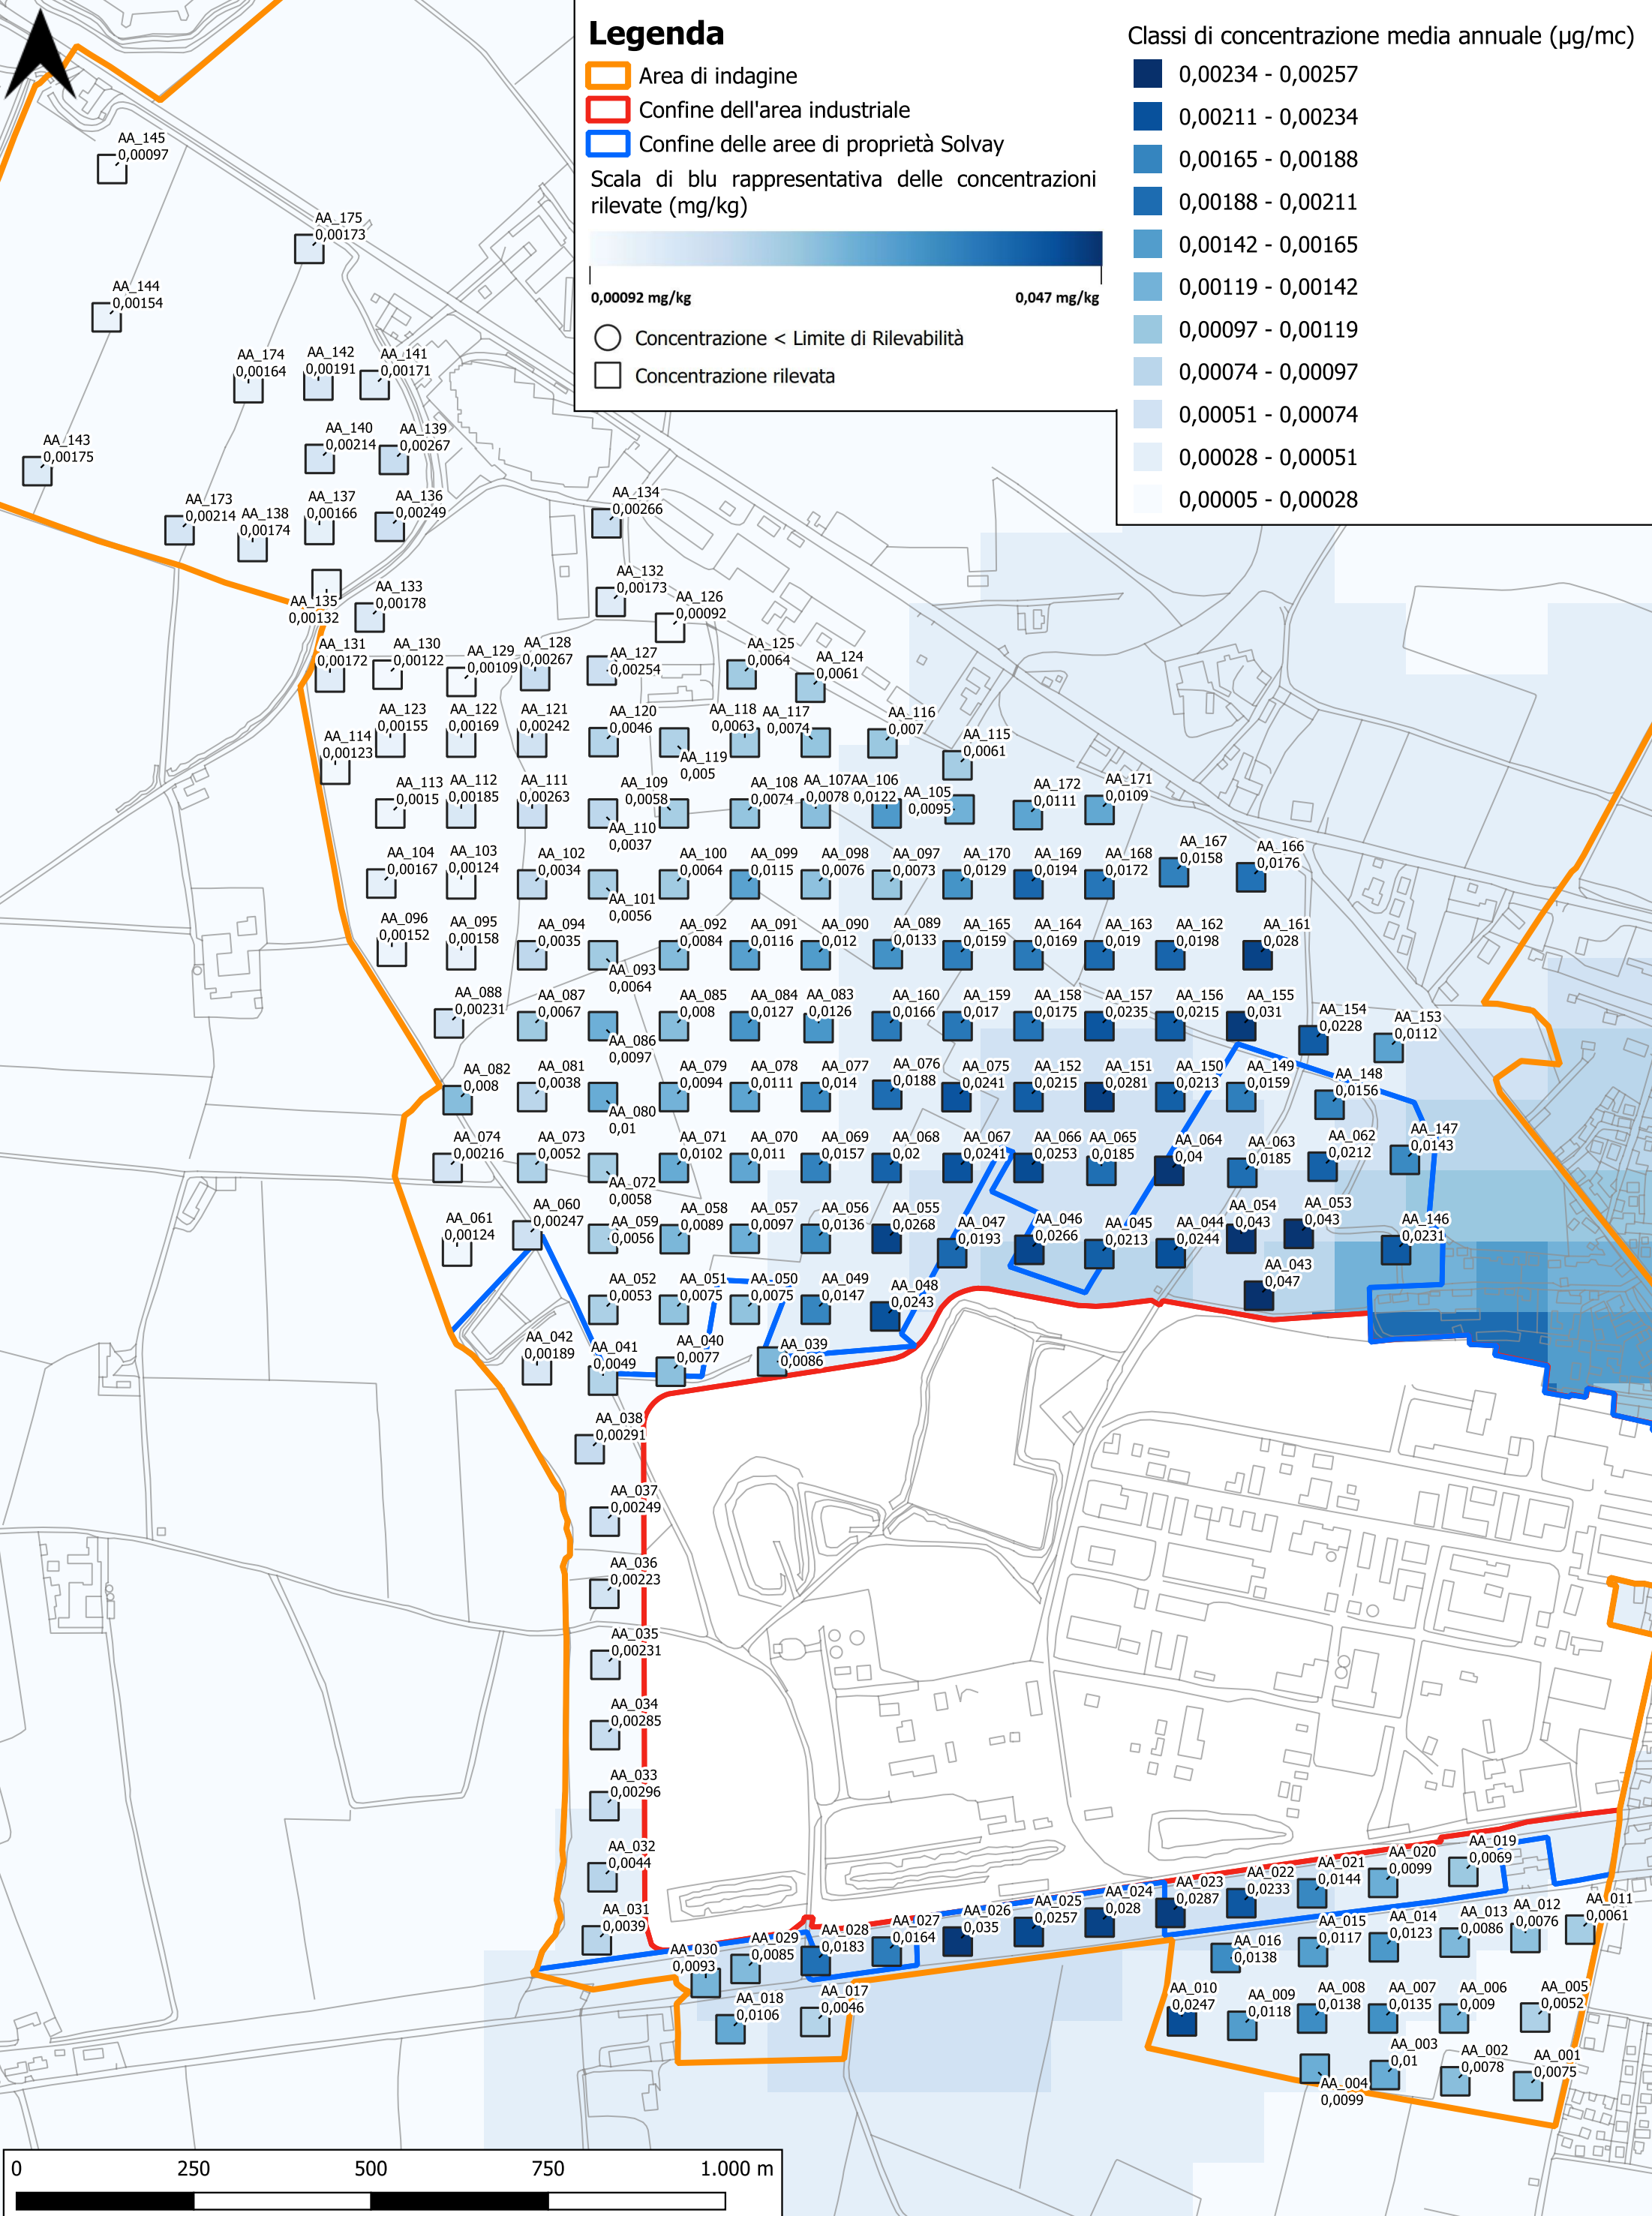 Legenda
Area di indagine
Confine dell'area industriale
Confine delle aree di proprietà Solvay
Scala di blu rappresentativa delle concentrazioni
rilevate (mg/kg)
0,00092 mg/kg
0,047 mg/kg
Concentrazione < Limite di Rilevabilità
Concentrazione rilevata
Classi di concentrazione media annuale (µg/mc)
0,00234 - 0,00257
0,00211 - 0,00234
0,00165 - 0,00188
0,00188 - 0,00211
0,00142 - 0,00165
0,00119 - 0,00142
0,00097 - 0,00119
0,00074 - 0,00097
0,00051 - 0,00074
0,00028 - 0,00051
0,00005 - 0,00028
AA_145
0,00097
AA_175
0,00173
AA_144
0,00154
AA_174
0,00164
AA_142
0,00191
AA_141
0,00171
AA_143
0,00175
AA_140
0,00214
AA_139
0,00267
AA_173
0,00214
AA_138
0,00174
AA_137
0,00166
AA_136
0,00249
AA_134
0,00266
AA_135
0,00132
AA_133
0,00178
AA_132
0,00173
AA_126
0,00092
AA_131
0,00172
AA_130
0,00122
AA_129
0,00109
AA_128
0,00267
AA_127
0,00254
AA_125
0,0064
AA_124
0,0061
AA_114
0,00123
AA_123
0,00155
AA_122
0,00169
AA_121
0,00242
AA_120
0,0046
AA_119
0,005
AA_118
0,0063
AA_117
0,0074
AA_116
0,007
AA_115
0,0061
AA_113
0,0015
AA_112
0,00185
AA_111
0,00263
AA_109
0,0058
AA_110
0,0037
AA_108
0,0074
AA_107
0,0078
AA_106
0,0122
AA_105
0,0095
AA_172
0,0111
AA_171
0,0109
AA_104
0,00167
AA_103
0,00124
AA_102
0,0034
AA_101
0,0056
AA_100
0,0064
AA_099
0,0115
AA_098
0,0076
AA_097
0,0073
AA_170
0,0129
AA_169
0,0194
AA_168
0,0172
AA_167
0,0158
AA_166
0,0176
AA_096
0,00152
AA_095
0,00158
AA_094
0,0035
AA_093
0,0064
AA_092
0,0084
AA_091
0,0116
AA_090
0,012
AA_089
0,0133
AA_165
0,0159
AA_164
0,0169
AA_163
0,019
AA_162
0,0198
AA_161
0,028
AA_088
0,00231
AA_087
0,0067
AA_086
0,0097
AA_085
0,008
AA_084
0,0127
AA_083
0,0126
AA_160
0,0166
AA_159
0,017
AA_158
0,0175
AA_157
0,0235
AA_156
0,0215
AA_155
0,031
AA_154
0,0228
AA_153
0,0112
AA_082
0,008
AA_081
0,0038
AA_080
0,01
AA_079
0,0094
AA_078
0,0111
AA_077
0,014
AA_076
0,0188
AA_075
0,0241
AA_152
0,0215
AA_151
0,0281
AA_150
0,0213
AA_149
0,0159
AA_148
0,0156
AA_074
0,00216
AA_073
0,0052
AA_072
0,0058
AA_071
0,0102
AA_070
0,011
AA_069
0,0157
AA_068
0,02
AA_067
0,0241
AA_066
0,0253
AA_065
0,0185
AA_064
0,04
AA_063
0,0185
AA_062
0,0212
AA_147
0,0143
AA_061
0,00124
AA_060
0,00247
AA_059
0,0056
AA_058
0,0089
AA_057
0,0097
AA_056
0,0136
AA_055
0,0268
AA_047
0,0193
AA_046
0,0266
AA_045
0,0213
AA_044
0,0244
AA_054
0,043
AA_053
0,043
AA_146
0,0231
AA_043
0,047
AA_052
0,0053
AA_051
0,0075
AA_050
0,0075
AA_049
0,0147
AA_048
0,0243
AA_042
0,00189
AA_041
0,0049
AA_040
0,0077
AA_039
0,0086
AA_038
0,00291
AA_037
0,00249
AA_036
0,00223
AA_035
0,00231
AA_034
0,00285
AA_033
0,00296
AA_032
0,0044
AA_031
0,0039
AA_030
0,0093
AA_029
0,0085
AA_028
0,0183
AA_027
0,0164
AA_026
0,035
AA_025
0,0257
AA_024
0,028
AA_023
0,0287
AA_022
0,0233
AA_021
0,0144
AA_020
0,0099
AA_019
0,0069
AA_018
0,0106
AA_017
0,0046
AA_016
0,0138
AA_015
0,0117
AA_014
0,0123
AA_013
0,0086
AA_012
0,0076
AA_011
0,0061
AA_010
0,0247
AA_009
0,0118
AA_008
0,0138
AA_007
0,0135
AA_006
0,009
AA_005
0,0052
AA_004
0,0099
AA_003
0,01
AA_002
0,0078
AA_001
0,0075
0 250 500 750 1.000 m